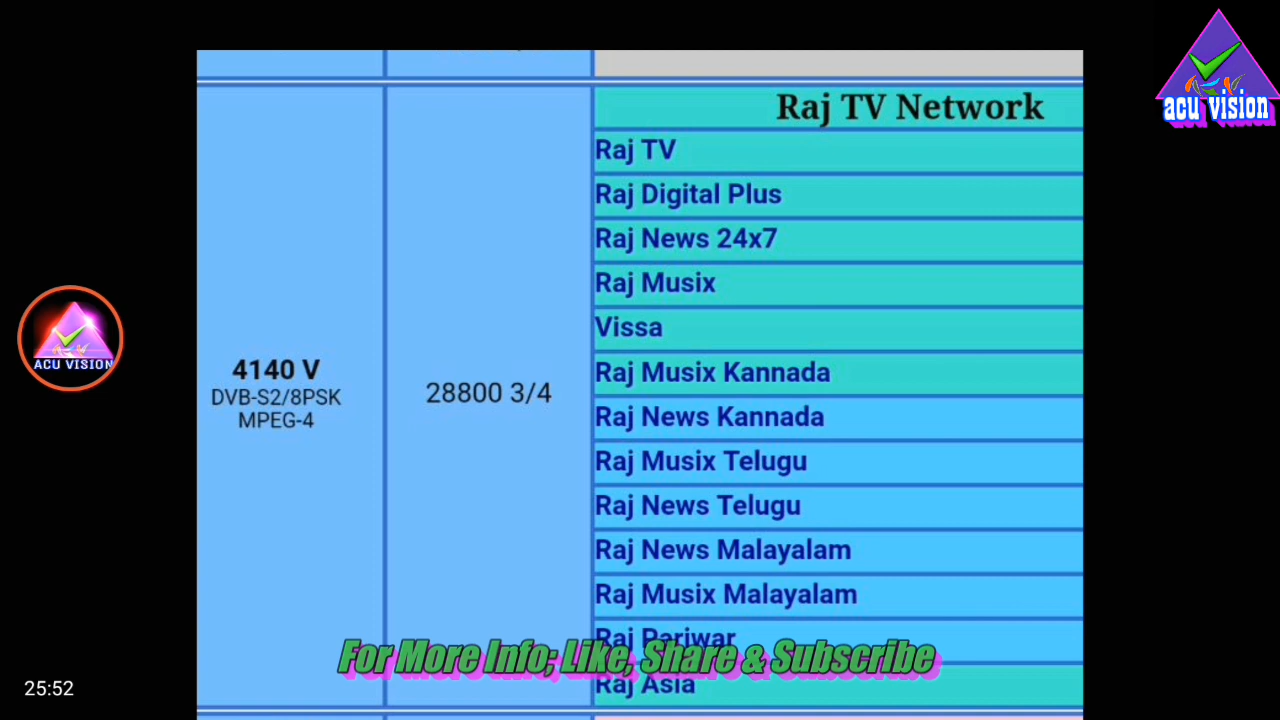 acu vision
Raj TV Network
Raj TV
Raj Digital Plus
Raj News 24x7
Raj Musix
Vissa
Raj Musix Kannada
Raj News Kannada
Raj Musix Telugu
Raj News Telugu
Raj News Malayalam
Raj Musix Malayalam
Raj Pariwar
Raj Asia
4140 V
DVB-S2/8PSK
MPEG-4
28800 3/4
ACU VISION
For More Info; Like, Share & Subscribe
25:52